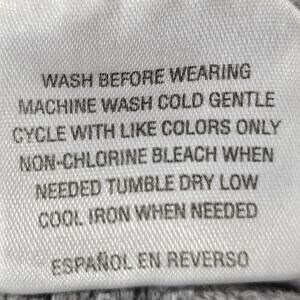 WASH BEFORE WEARING
MACHINE WASH COLD GENTLE
CYCLE WITH LIKE COLORS ONLY
NON-CHLORINE BLEACH WHEN
NEEDED TUMBLE DRY LOW
COOL IRON WHEN NEEDED
ESPAÑOL EN REVERSO